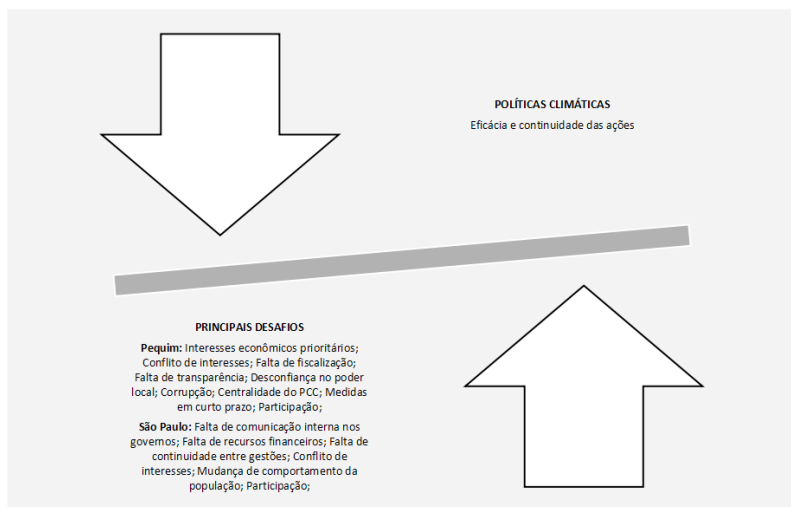 POLÍTICAS CLIMÁTICAS
Eficácia e continuidade das ações
PRINCIPAIS DESAFIOS
Pequim: Interesses econômicos prioritários;
Conflito de interesses; Falta de fiscalização;
Falta de transparência; Desconfiança no poder
local; Corrupção; Centralidade do PCC; Medidas
em curto prazo; Participação;
São Paulo: Falta de comunicação interna nos
governos; Falta de recursos financeiros; Falta de
continuidade entre gestões; Conflito de
interesses; Mudança de comportamento da
população; Participação;